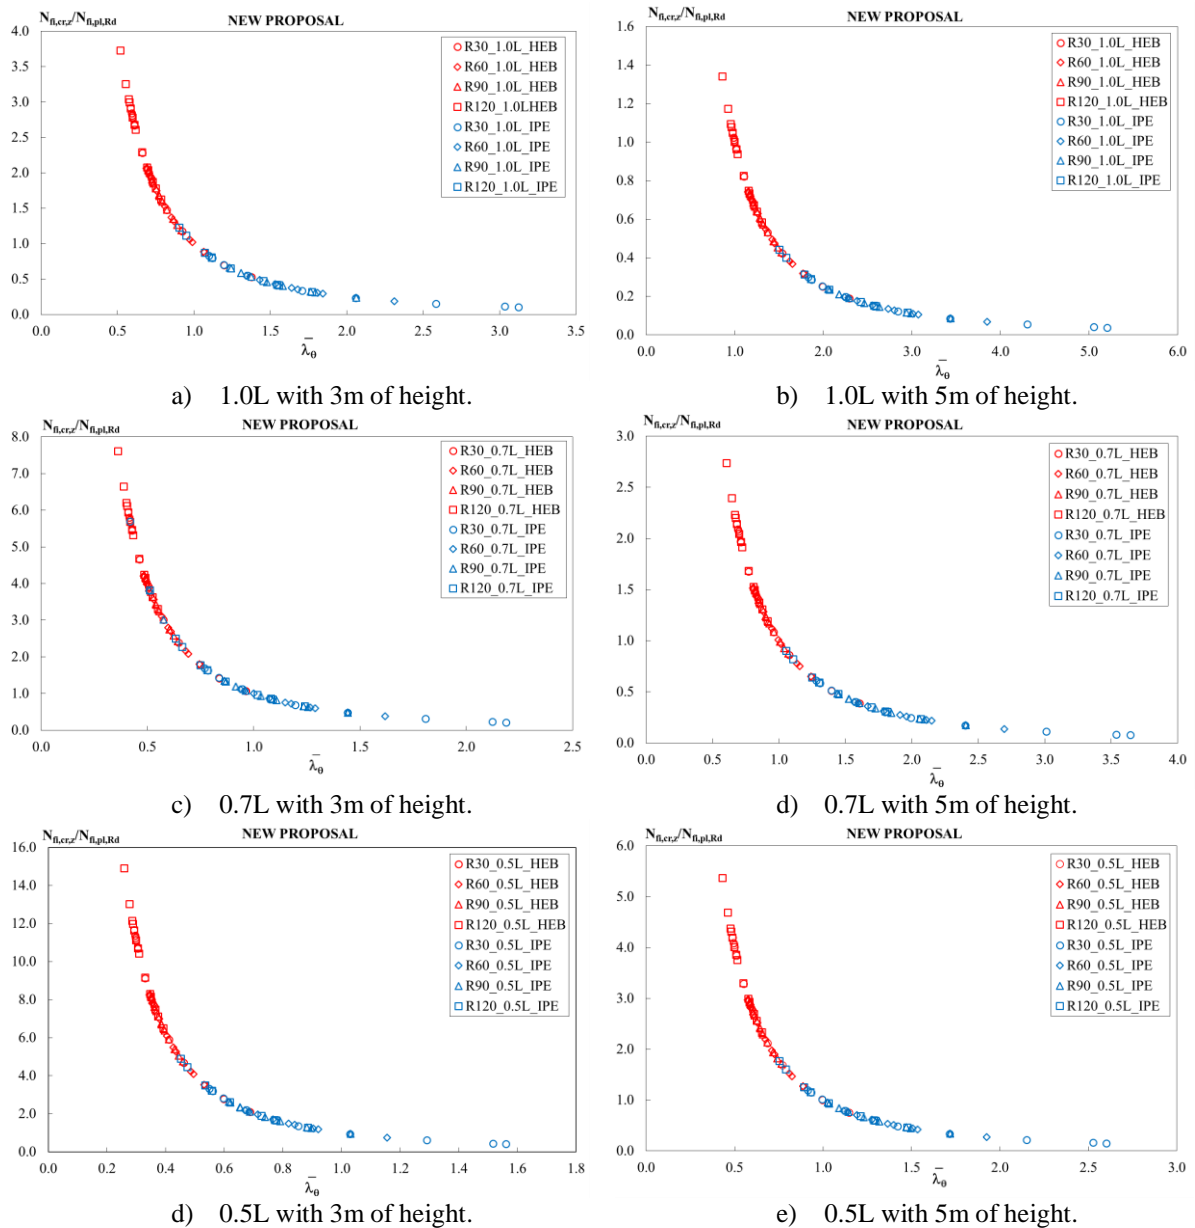 N_fi,cr,z/N_fi,pl,Rd NEW PROPOSAL
4.0
3.5
3.0
2.5
2.0
1.5
1.0
0.5
0.0
0.0 0.5 1.0 1.5 2.0 2.5 3.0 3.5
λ̅_θ
R30_1.0L_HEB
R60_1.0L_HEB
R90_1.0L_HEB
R120_1.0LHEB
R30_1.0L_IPE
R60_1.0L_IPE
R90_1.0L_IPE
R120_1.0L_IPE
a) 1.0L with 3m of height.
N_fi,cr,z/N_fi,pl,Rd NEW PROPOSAL
1.6
1.4
1.2
1.0
0.8
0.6
0.4
0.2
0.0
0.0 1.0 2.0 3.0 4.0 5.0 6.0
λ̅_θ
R30_1.0L_HEB
R60_1.0L_HEB
R90_1.0L_HEB
R120_1.0L_HEB
R30_1.0L_IPE
R60_1.0L_IPE
R90_1.0L_IPE
R120_1.0L_IPE
b) 1.0L with 5m of height.
N_fi,cr,z/N_fi,pl,Rd NEW PROPOSAL
8.0
7.0
6.0
5.0
4.0
3.0
2.0
1.0
0.0
0.0 0.5 1.0 1.5 2.0 2.5
λ̅_θ
R30_0.7L_HEB
R60_0.7L_HEB
R90_0.7L_HEB
R120_0.7L_HEB
R30_0.7L_IPE
R60_0.7L_IPE
R90_0.7L_IPE
R120_0.7L_IPE
c) 0.7L with 3m of height.
N_fi,cr,z/N_fi,pl,Rd NEW PROPOSAL
3.0
2.5
2.0
1.5
1.0
0.5
0.0
0.0 0.5 1.0 1.5 2.0 2.5 3.0 3.5 4.0
λ̅_θ
R30_0.7L_HEB
R60_0.7L_HEB
R90_0.7L_HEB
R120_0.7L_HEB
R30_0.7L_IPE
R60_0.7L_IPE
R90_0.7L_IPE
R120_0.7L_IPE
d) 0.7L with 5m of height.
N_fi,cr,z/N_fi,pl,Rd NEW PROPOSAL
16.0
14.0
12.0
10.0
8.0
6.0
4.0
2.0
0.0
0.0 0.2 0.4 0.6 0.8 1.0 1.2 1.4 1.6 1.8
λ̅_θ
R30_0.5L_HEB
R60_0.5L_HEB
R90_0.5L_HEB
R120_0.5L_HEB
R30_0.5L_IPE
R60_0.5L_IPE
R90_0.5L_IPE
R120_0.5L_IPE
d) 0.5L with 3m of height.
N_fi,cr,z/N_fi,pl,Rd NEW PROPOSAL
6.0
5.0
4.0
3.0
2.0
1.0
0.0
0.0 0.5 1.0 1.5 2.0 2.5 3.0
λ̅_θ
R30_0.5L_HEB
R60_0.5L_HEB
R90_0.5L_HEB
R120_0.5L_HEB
R30_0.5L_IPE
R60_0.5L_IPE
R90_0.5L_IPE
R120_0.5L_IPE
e) 0.5L with 5m of height.